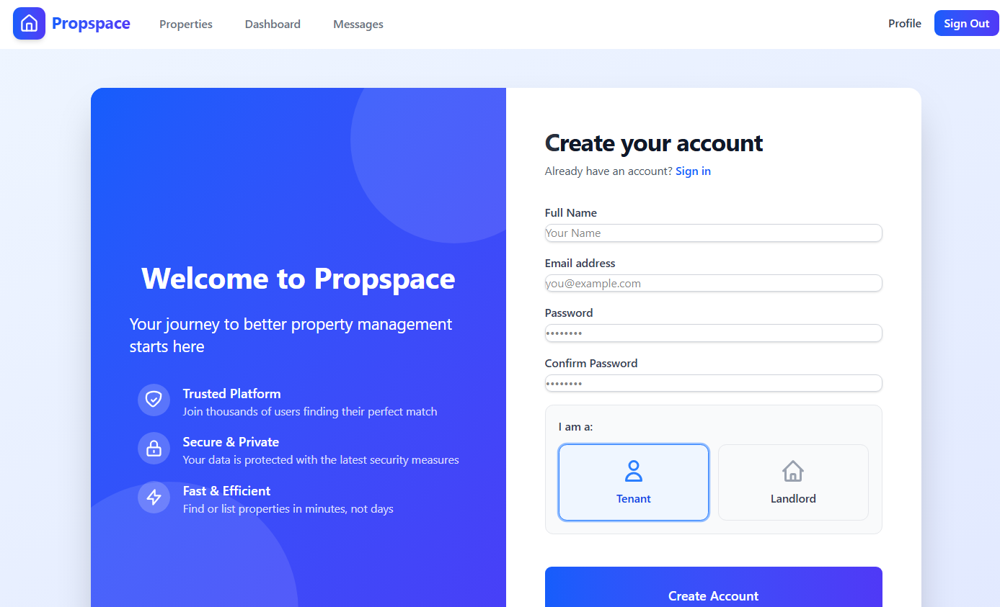 Propspace
Properties
Dashboard
Messages
Profile
Sign Out
Welcome to Propspace
Your journey to better property management
starts here
Trusted Platform
Join thousands of users finding their perfect match
Secure & Private
Your data is protected with the latest security measures
Fast & Efficient
Find or list properties in minutes, not days
Create your account
Already have an account? Sign in
Full Name
Your Name
Email address
you@example.com
Password
••••••••
Confirm Password
••••••••
I am a:
Tenant
Landlord
Create Account